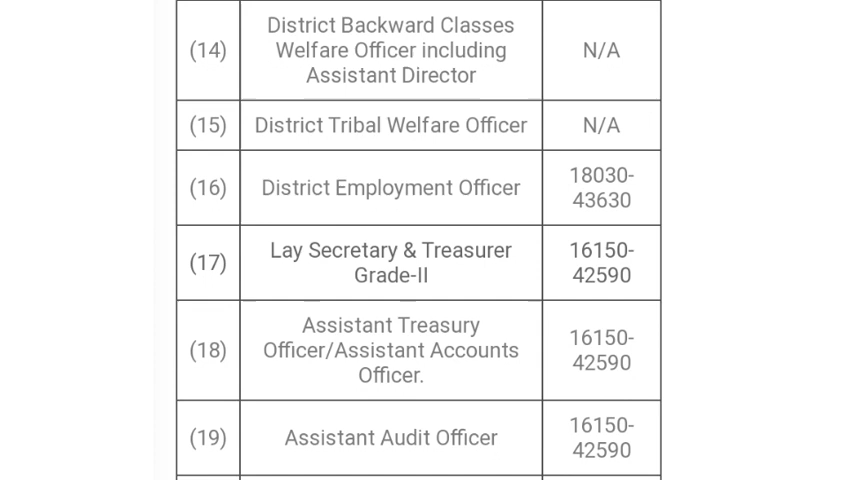 District Backward Classes
(14) Welfare Officer including N/A
Assistant Director
(15) District Tribal Welfare Officer N/A
(16) District Employment Officer 18030-
43630
(17) Lay Secretary & Treasurer
Grade-II 16150-
42590
(18) Assistant Treasury
Officer/Assistant Accounts
Officer. 16150-
42590
(19) Assistant Audit Officer 16150-
42590